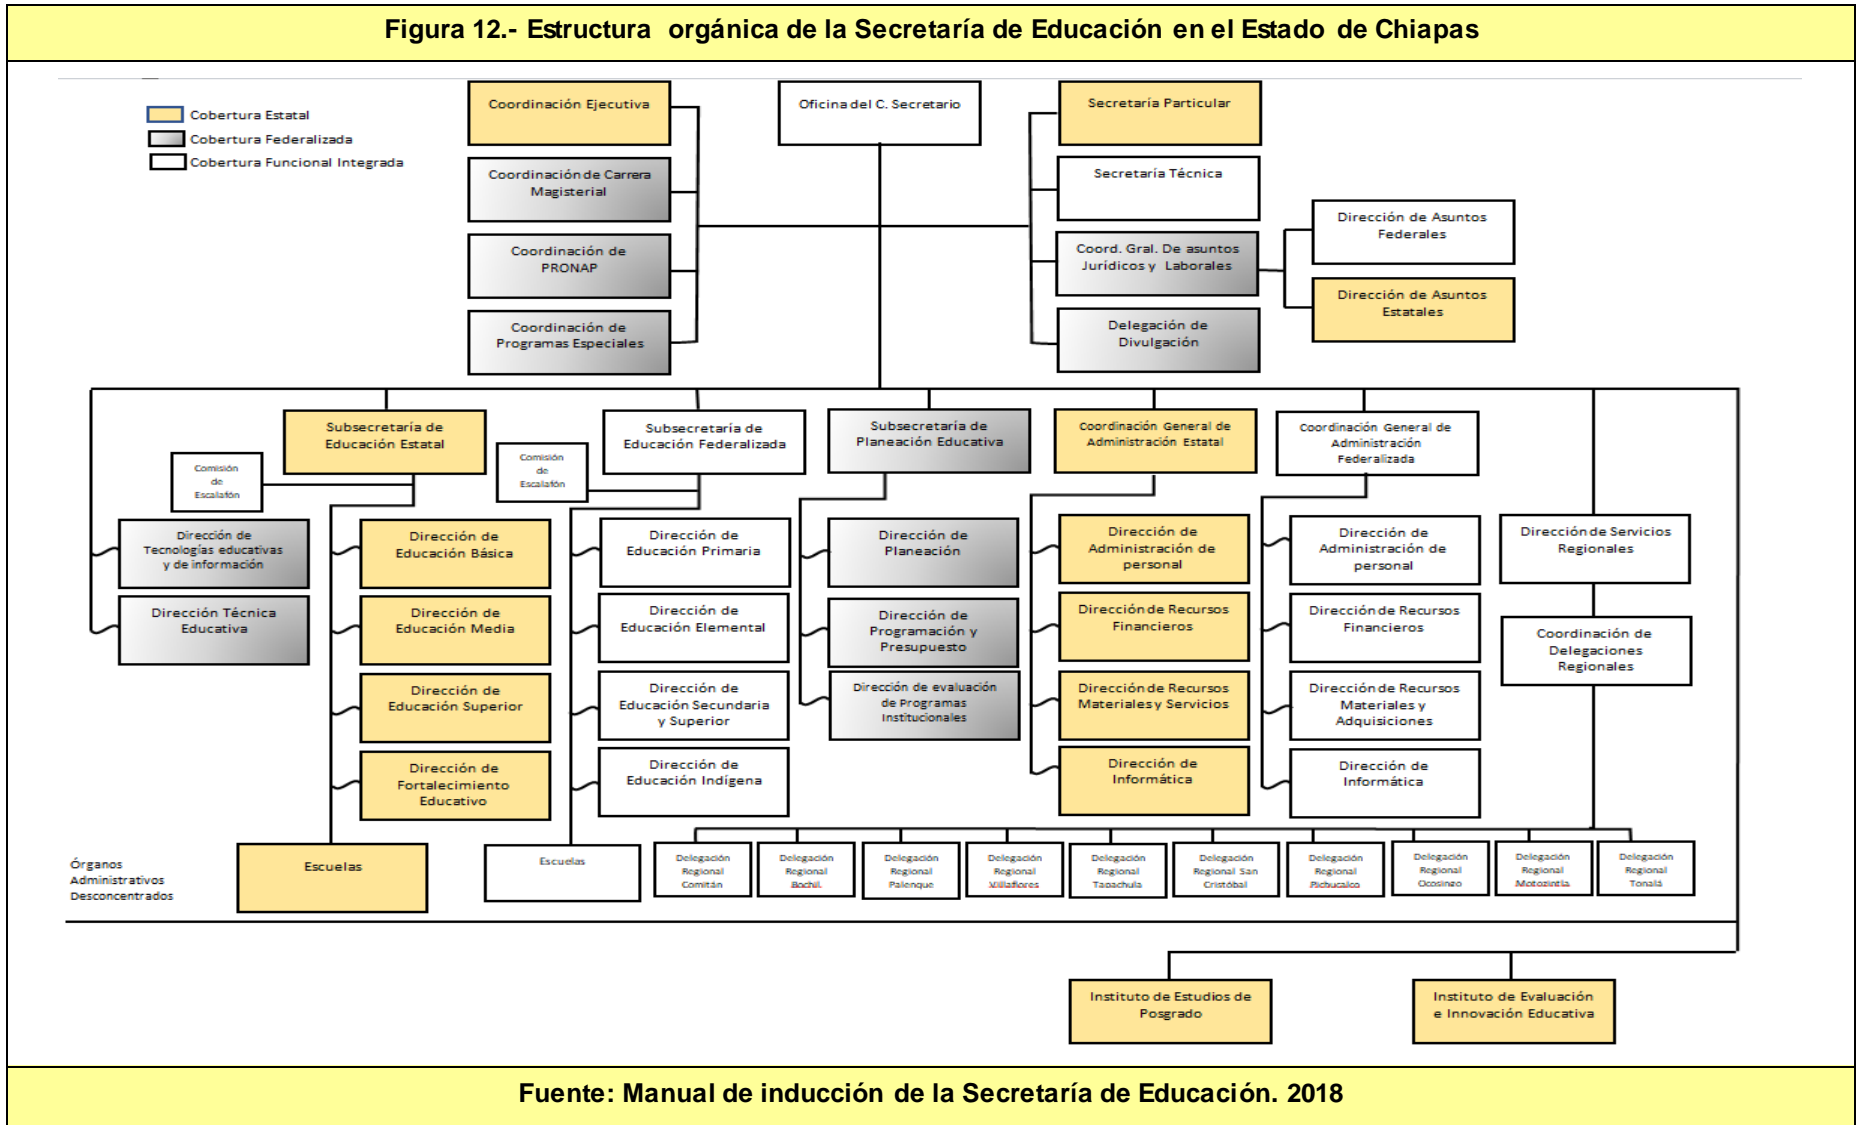 Figura 12.- Estructura orgánica de la Secretaría de Educación en el Estado de Chiapas
Cobertura Estatal
Cobertura Federalizada
Cobertura Funcional Integrada
Coordinación Ejecutiva
Oficina del C. Secretario
Secretaría Particular
Coordinación de Carrera
Magisterial
Secretaría Técnica
Coordinación de
PRONAP
Coord. Gral. De asuntos
Jurídicos y Laborales
Dirección de Asuntos
Federales
Dirección de Asuntos
Estatales
Coordinación de
Programas Especiales
Delegación de
Divulgación
Subsecretaría de
Educación Estatal
Subsecretaría de
Educación Federalizada
Subsecretaría de
Planeación Educativa
Coordinación General de
Administración Estatal
Coordinación General de
Administración
Federalizada
Comisión
de
Escalafón
Comisión
de
Escalafón
Dirección de
Tecnologías educativas
y de información
Dirección Técnica
Educativa
Dirección de
Educación Básica
Dirección de
Educación Media
Dirección de
Educación Superior
Dirección de
Fortalecimiento
Educativo
Dirección de
Educación Primaria
Dirección de
Educación Elemental
Dirección de
Educación Secundaria
y Superior
Dirección de
Educación Indígena
Dirección de
Planeación
Dirección de
Programación y
Presupuesto
Dirección de evaluación
de Programas
Institucionales
Dirección de
Administración de
personal
Dirección de Recursos
Financieros
Dirección de Recursos
Materiales y Servicios
Dirección de
Informática
Dirección de
Administración de
personal
Dirección de Recursos
Financieros
Dirección de Recursos
Materiales y
Adquisiciones
Dirección de
Informática
Dirección de Servicios
Regionales
Coordinación de
Delegaciones
Regionales
Órganos
Administrativos
Desconcentrados
Escuelas
Escuelas
Delegación
Regional
Comitán
Delegación
Regional
Bochil.
Delegación
Regional
Palenque
Delegación
Regional
Villaflores
Delegación
Regional
Tapachula
Delegación
Regional San
Cristóbal
Delegación
Regional
Pichucalco
Delegación
Regional
Ocosingo
Delegación
Regional
Motozintla
Delegación
Regional
Tonalá
Instituto de Estudios de
Posgrado
Instituto de Evaluación
e Innovación Educativa
Fuente: Manual de inducción de la Secretaría de Educación. 2018